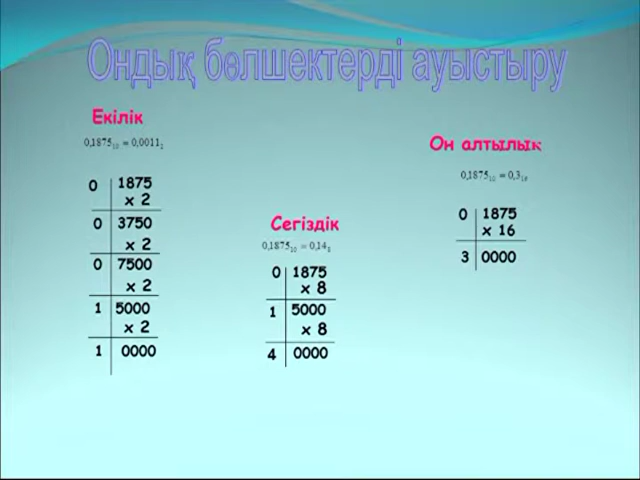 Ондық бөлшектерді ауыстыру
Екілік
0,1875₁₀ = 0,0011₂
0 1875
x 2
0 3750
x 2
0 7500
x 2
1 5000
x 2
1 0000
Сегіздік
0,1875₁₀ = 0,14₈
0 1875
x 8
1 5000
x 8
4 0000
Он алтылық
0,1875₁₀ = 0,3₁₆
0 1875
x 16
3 0000